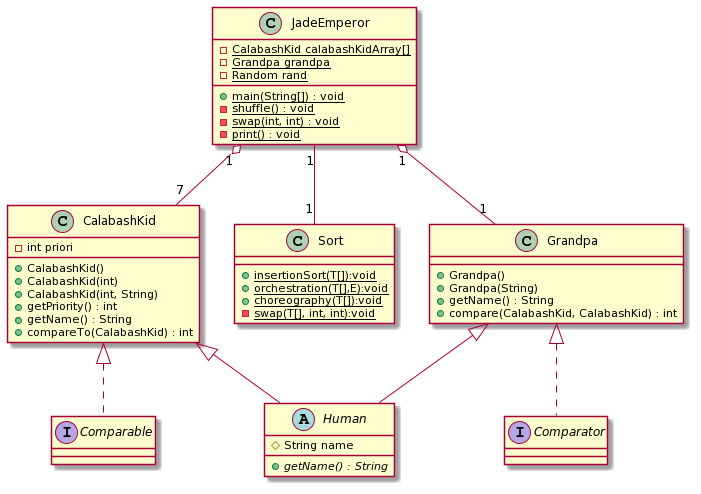 C JadeEmperor
CalabashKid calabashKidArray[]
Grandpa grandpa
Random rand
main(String[]) : void
shuffle() : void
swap(int, int) : void
print() : void
1
1
1
7
1
1
C CalabashKid
int priori
CalabashKid()
CalabashKid(int)
CalabashKid(int, String)
getPriority() : int
getName() : String
compareTo(CalabashKid) : int
C Sort
insertionSort(T[]):void
orchestration(T[],E):void
choreography(T[]):void
swap(T[], int, int):void
C Grandpa
Grandpa()
Grandpa(String)
getName() : String
compare(CalabashKid, CalabashKid) : int
I Comparable
A Human
String name
getName() : String
I Comparator